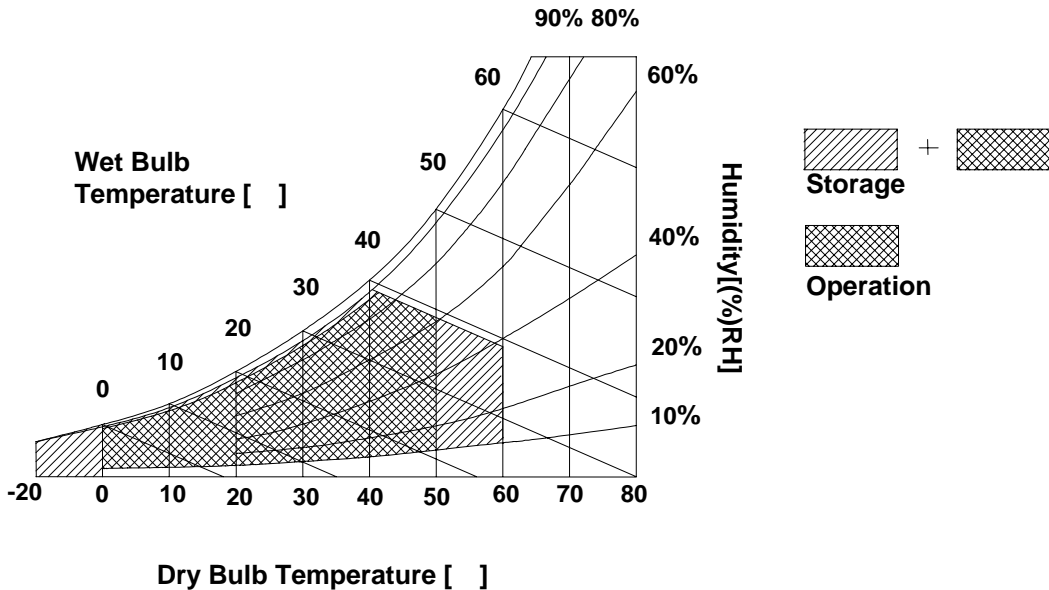 90% 80%
60
60%
Wet Bulb
Temperature [ ]
50
Humidity[(%)RH]
+
Storage
40
40%
30
Operation
20
20%
10
0
10%
-20 0 10 20 30 40 50 60 70 80
Dry Bulb Temperature [ ]